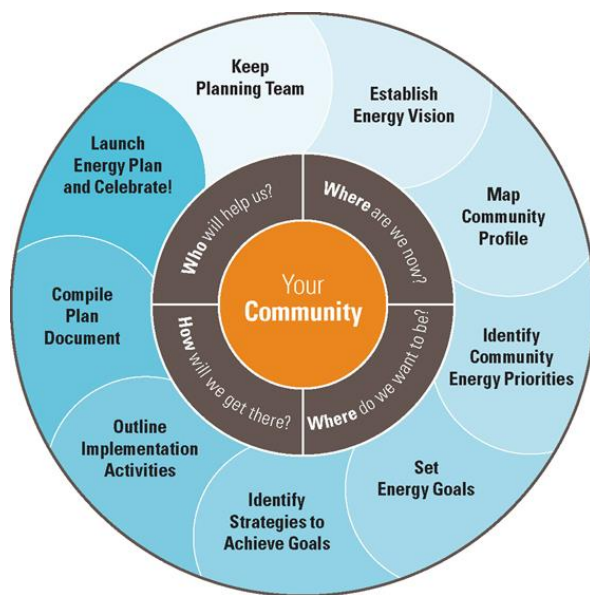 Keep
Planning Team
Establish
Energy Vision
Map
Community
Profile
Identify
Community
Energy Priorities
Set
Energy Goals
Identify
Strategies to
Achieve Goals
Outline
Implementation
Activities
Compile
Plan
Document
Launch
Energy Plan
and Celebrate!
Who will help us?
Where are we now?
Where do we want to be?
How will we get there?
Your
Community